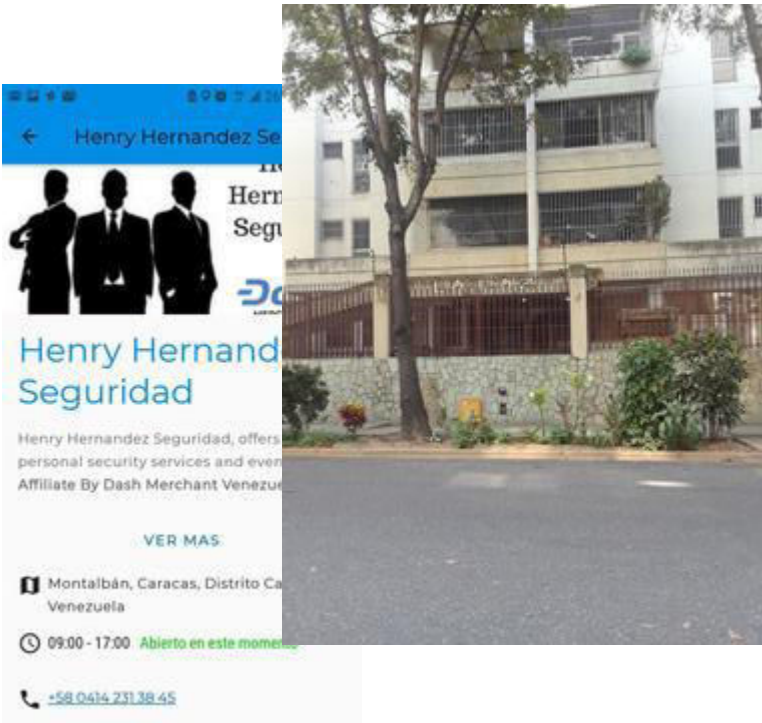 Henry Hernandez Se
Hern
Segu
Henry Hernand
Seguridad
Henry Hernandez Seguridad, offers
personal security services and even
Affiliate By Dash Merchant Venezue
VER MAS
Montalbán, Caracas, Distrito Ca
Venezuela
09:00 - 17:00 Abierto en este momento
+58 0414 231 38 45